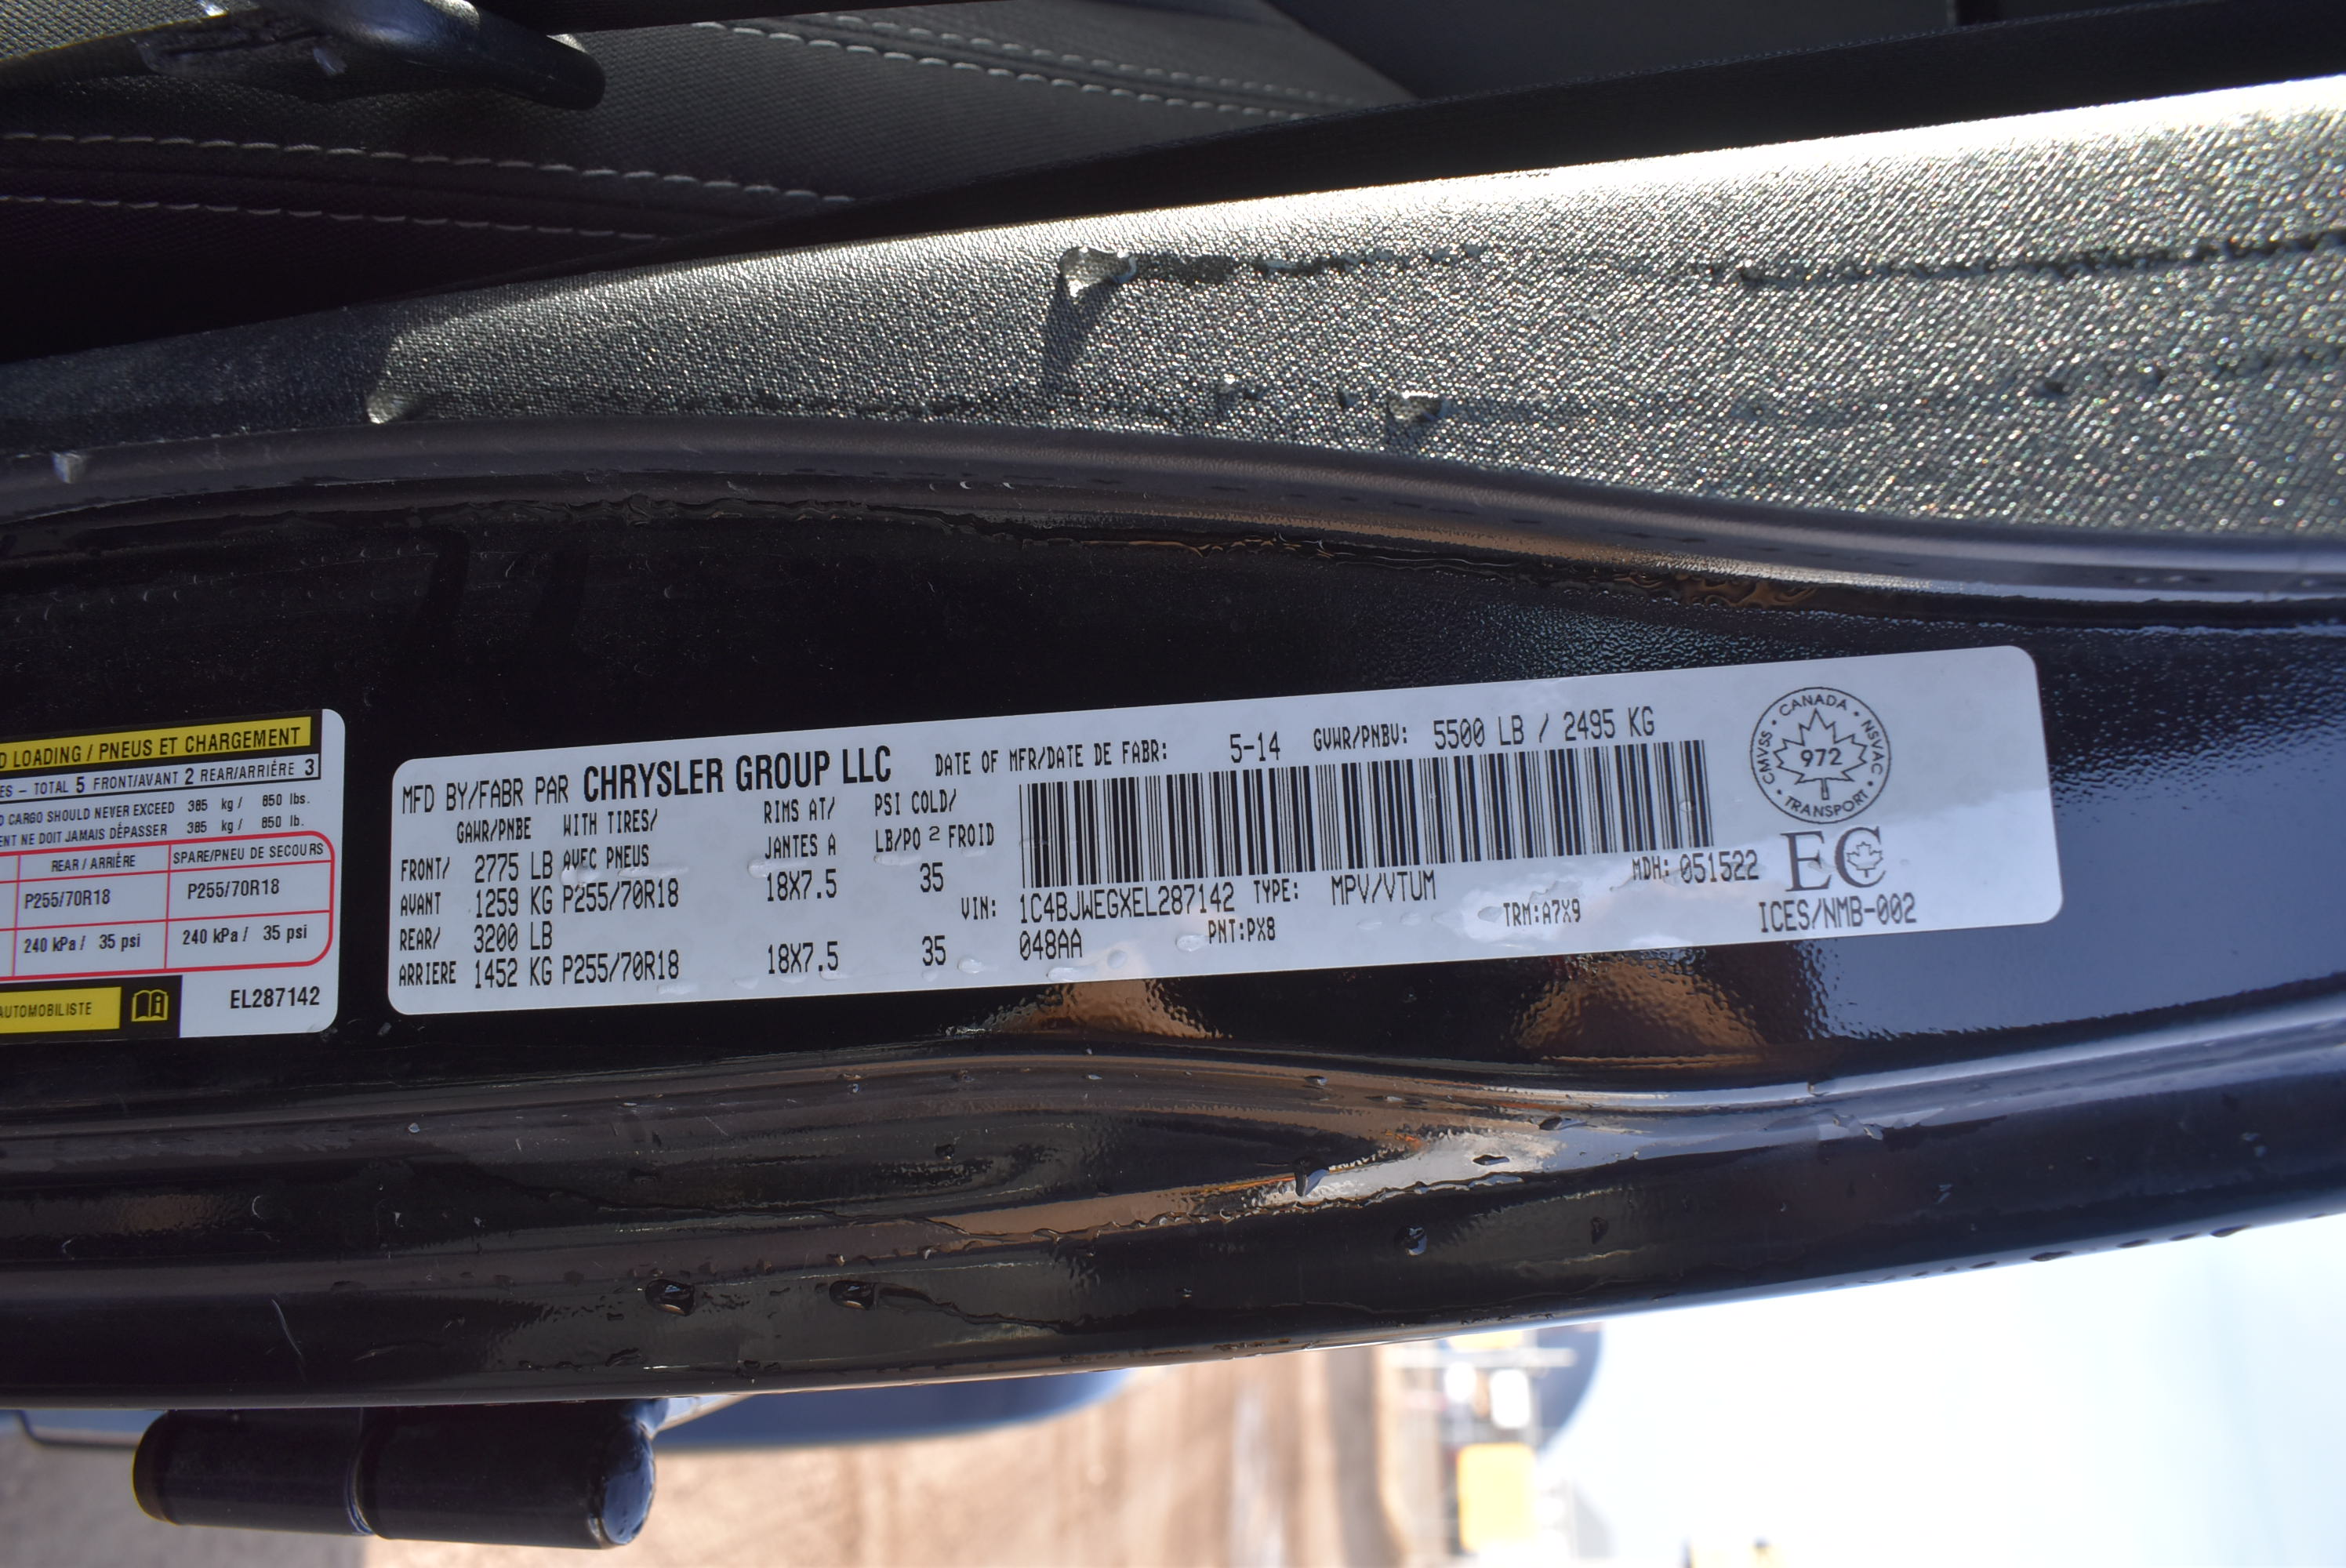 D LOADING / PNEUS ET CHARGEMENT
ES – TOTAL 5 FRONT/AVANT 2 REAR/ARRIÈRE 3
D CARGO SHOULD NEVER EXCEED 385 kg / 850 lbs.
ENT NE DOIT JAMAIS DÉPASSER 385 kg / 850 lb.
REAR / ARRIÈRE SPARE/PNEU DE SECOURS
P255/70R18 P255/70R18
240 kPa / 35 psi 240 kPa / 35 psi
AUTOMOBILISTE
EL287142
MFD BY/FABR PAR CHRYSLER GROUP LLC DATE OF MFR/DATE DE FABR: 5-14 GVWR/PNBV: 5500 LB / 2495 KG
GAWR/PNBE WITH TIRES/ RIMS AT/ PSI COLD/
AVEC PNEUS JANTES A LB/PO 2 FROID
FRONT/ 2775 LB
AVANT 1259 KG P255/70R18 18X7.5 35
REAR/ 3200 LB
ARRIERE 1452 KG P255/70R18 18X7.5 35
MDH: 051522
VIN: 1C4BJWEGXEL287142 TYPE: MPV/VTUM
048AA PNT:PX8 TRM:A7X9
CANADA • NSVAC • TRANSPORT • CMVSS •
972
EC
ICES/NMB-002